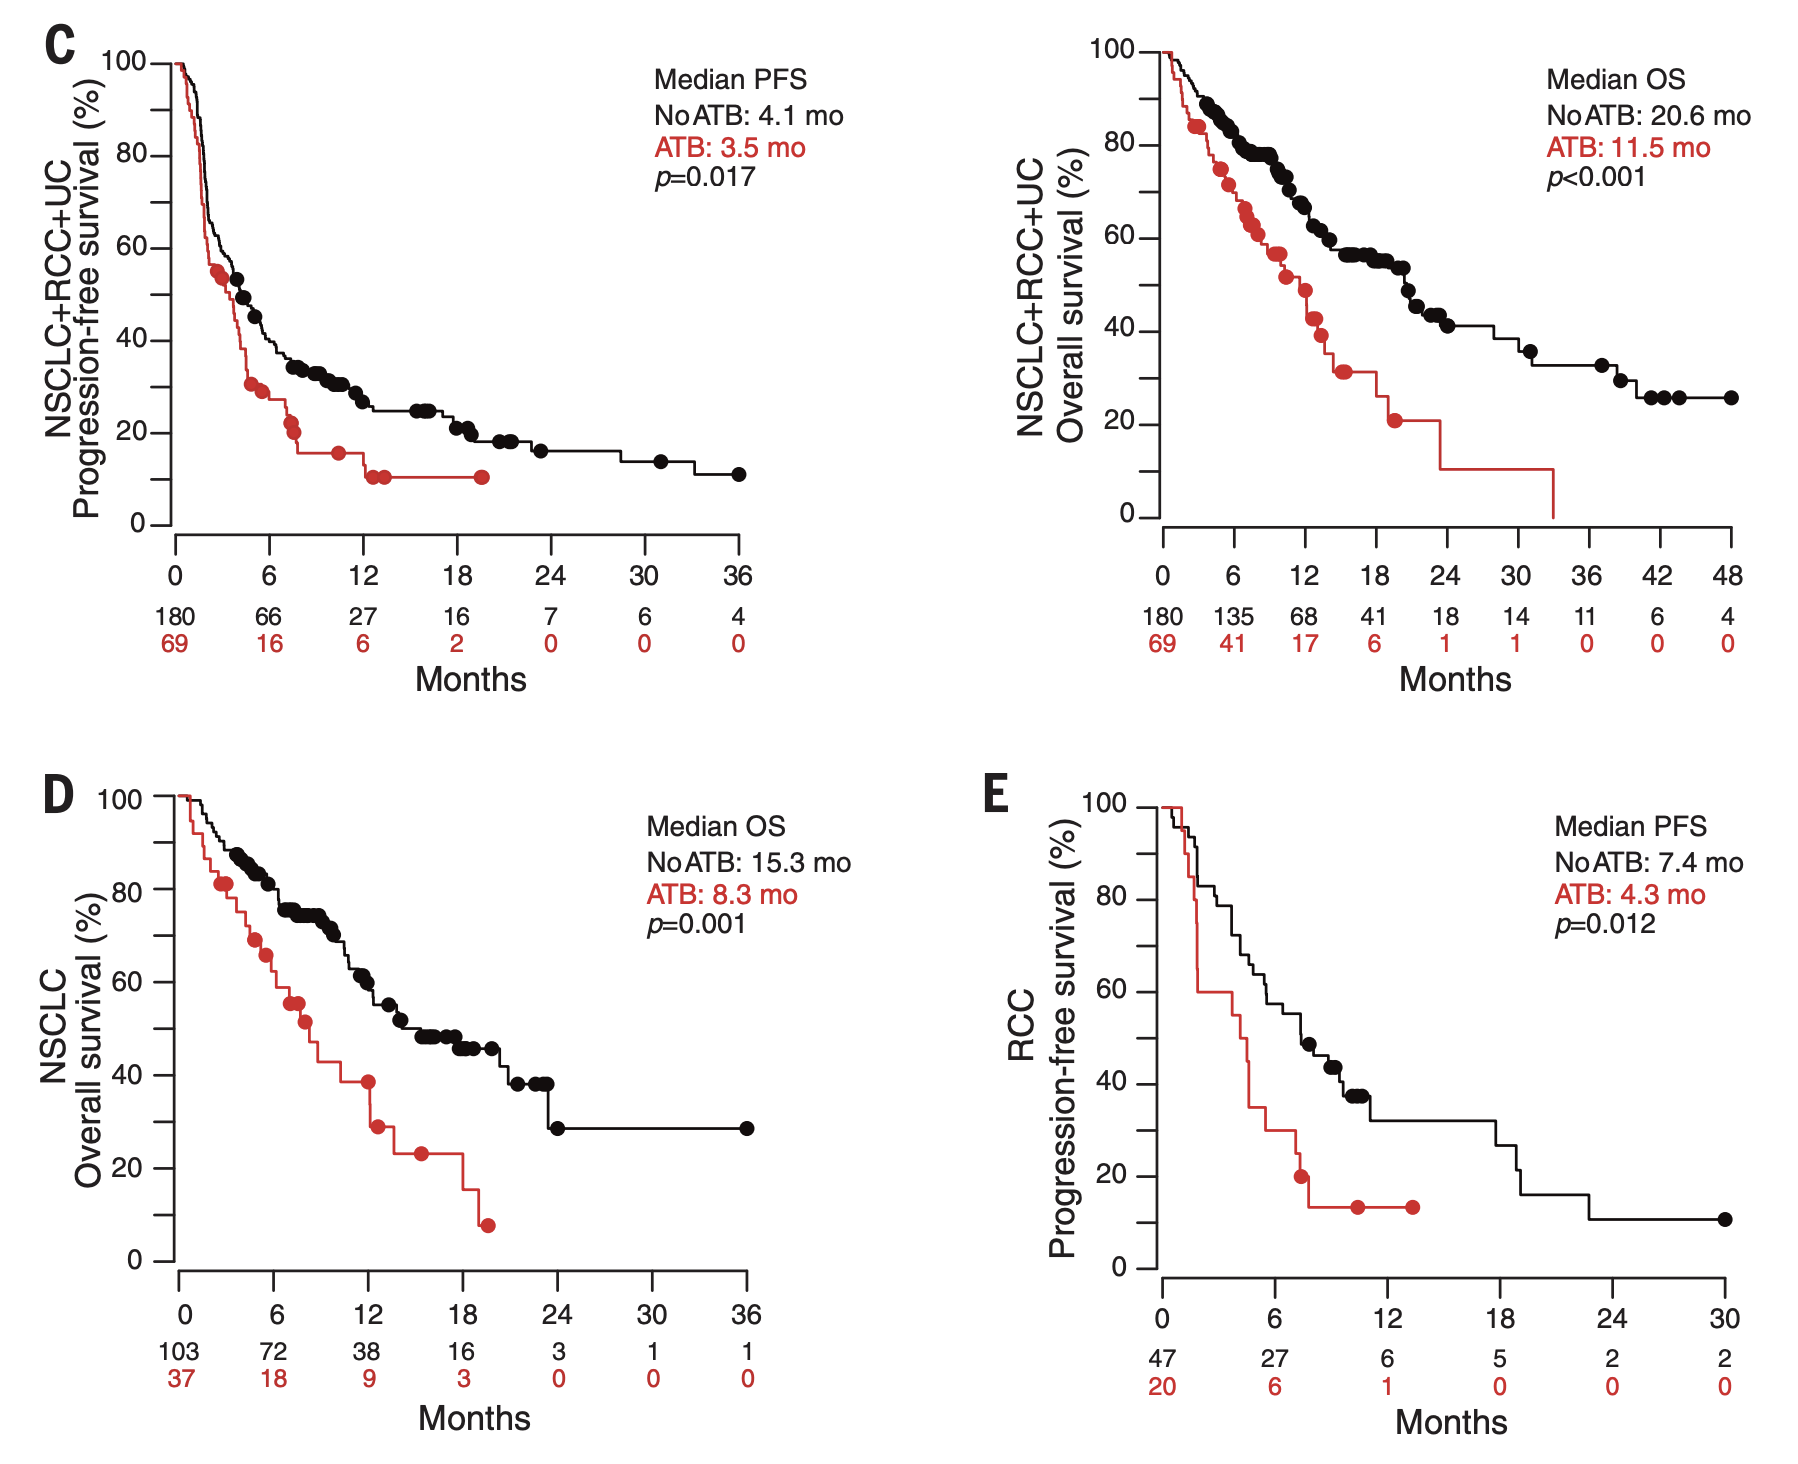 C
NSCLC+RCC+UC
Progression-free survival (%)
100
80
60
40
20
0
Median PFS
No ATB: 4.1 mo
ATB: 3.5 mo
p=0.017
0 6 12 18 24 30 36
180 66 27 16 7 6 4
69 16 6 2 0 0 0
Months
NSCLC+RCC+UC
Overall survival (%)
100
80
60
40
20
0
Median OS
No ATB: 20.6 mo
ATB: 11.5 mo
p<0.001
0 6 12 18 24 30 36 42 48
180 135 68 41 18 14 11 6 4
69 41 17 6 1 1 0 0 0
Months
D
NSCLC
Overall survival (%)
100
80
60
40
20
0
Median OS
No ATB: 15.3 mo
ATB: 8.3 mo
p=0.001
0 6 12 18 24 30 36
103 72 38 16 3 1 1
37 18 9 3 0 0 0
Months
E
RCC
Progression-free survival (%)
100
80
60
40
20
0
Median PFS
No ATB: 7.4 mo
ATB: 4.3 mo
p=0.012
0 6 12 18 24 30
47 27 6 5 2 2
20 6 1 0 0 0
Months